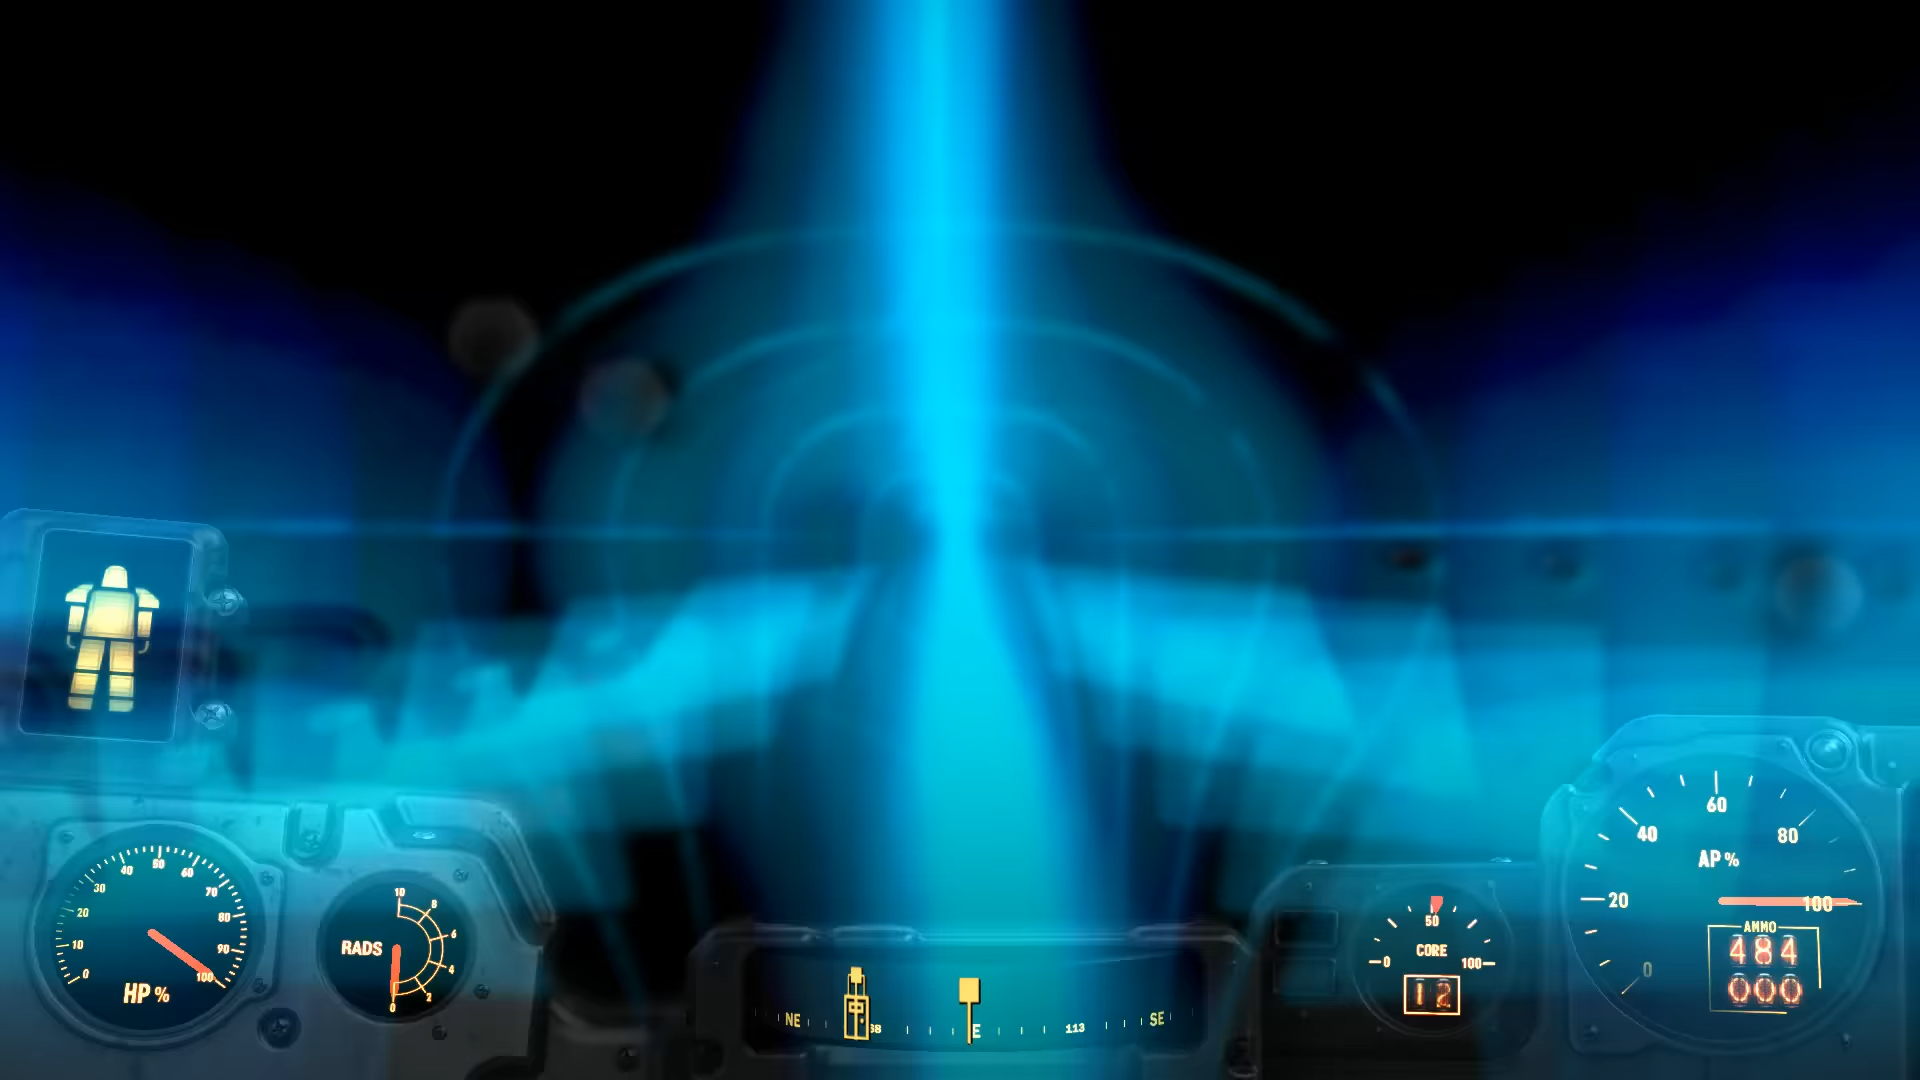 0 10 20 30 40 50 60 70 80 90 100
HP %
10 8 6 4 2 0
RADS
NE E 113 SE
50
CORE
0 100
12
60
40 80
AP %
20 100
0
AMMO
484
000